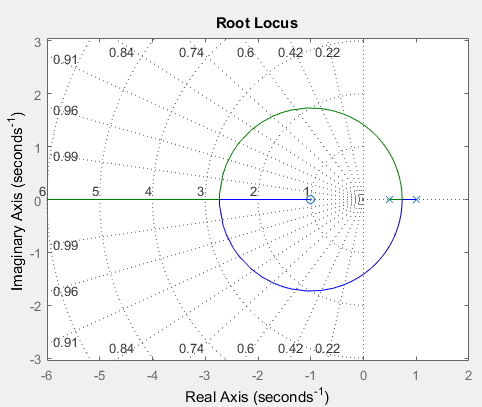 Root Locus
3
0.84 0.74 0.6 0.42 0.22
0.91
2
0.96
1
0.99
6 5 4 3 2 1
0
0.99
-1
0.96
-2
0.91
0.84 0.74 0.6 0.42 0.22
-3
-6 -5 -4 -3 -2 -1 0 1 2
Real Axis (seconds⁻¹)
Imaginary Axis (seconds⁻¹)